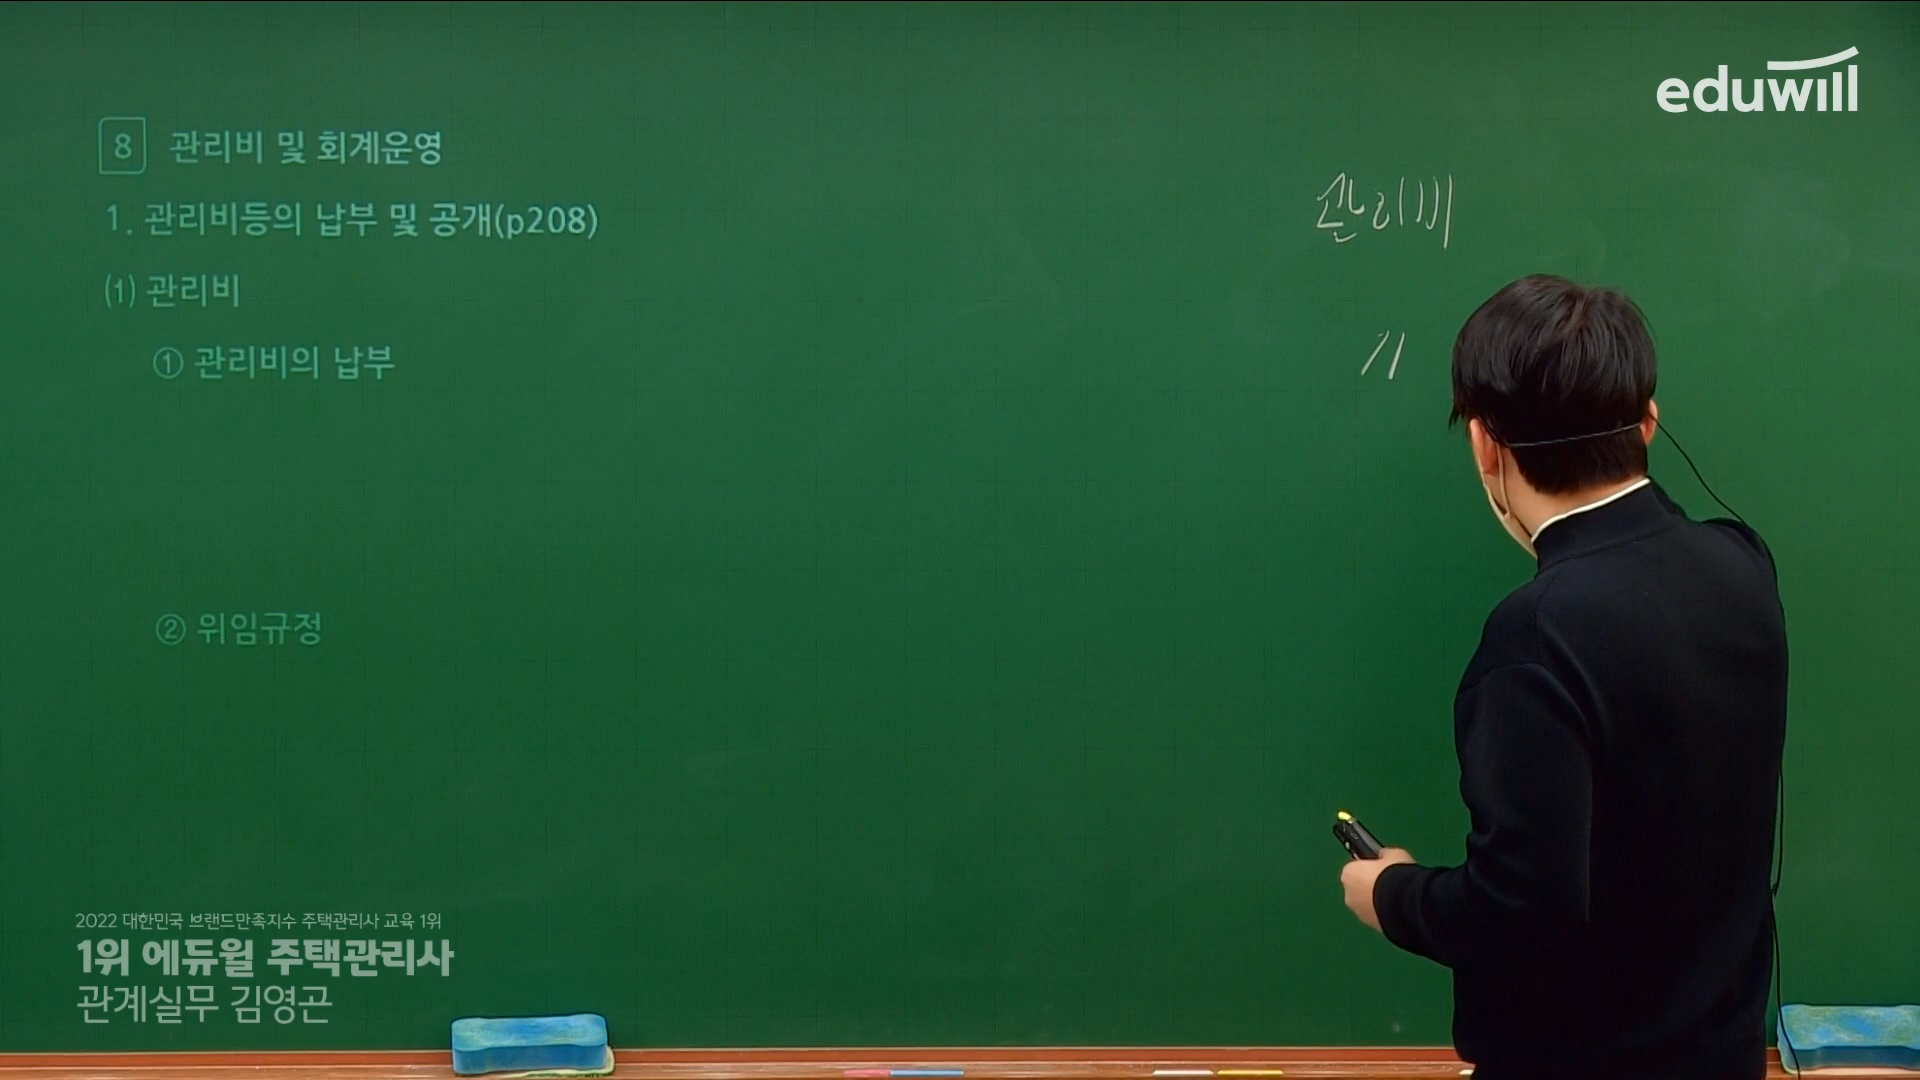 eduwill
8 관리비 및 회계운영
1. 관리비등의 납부 및 공개(p208)
(1) 관리비
① 관리비의 납부
② 위임규정
관리비
기
2022 대한민국 브랜드만족지수 주택관리사 교육 1위
1위 에듀윌 주택관리사
관계실무 김영곤